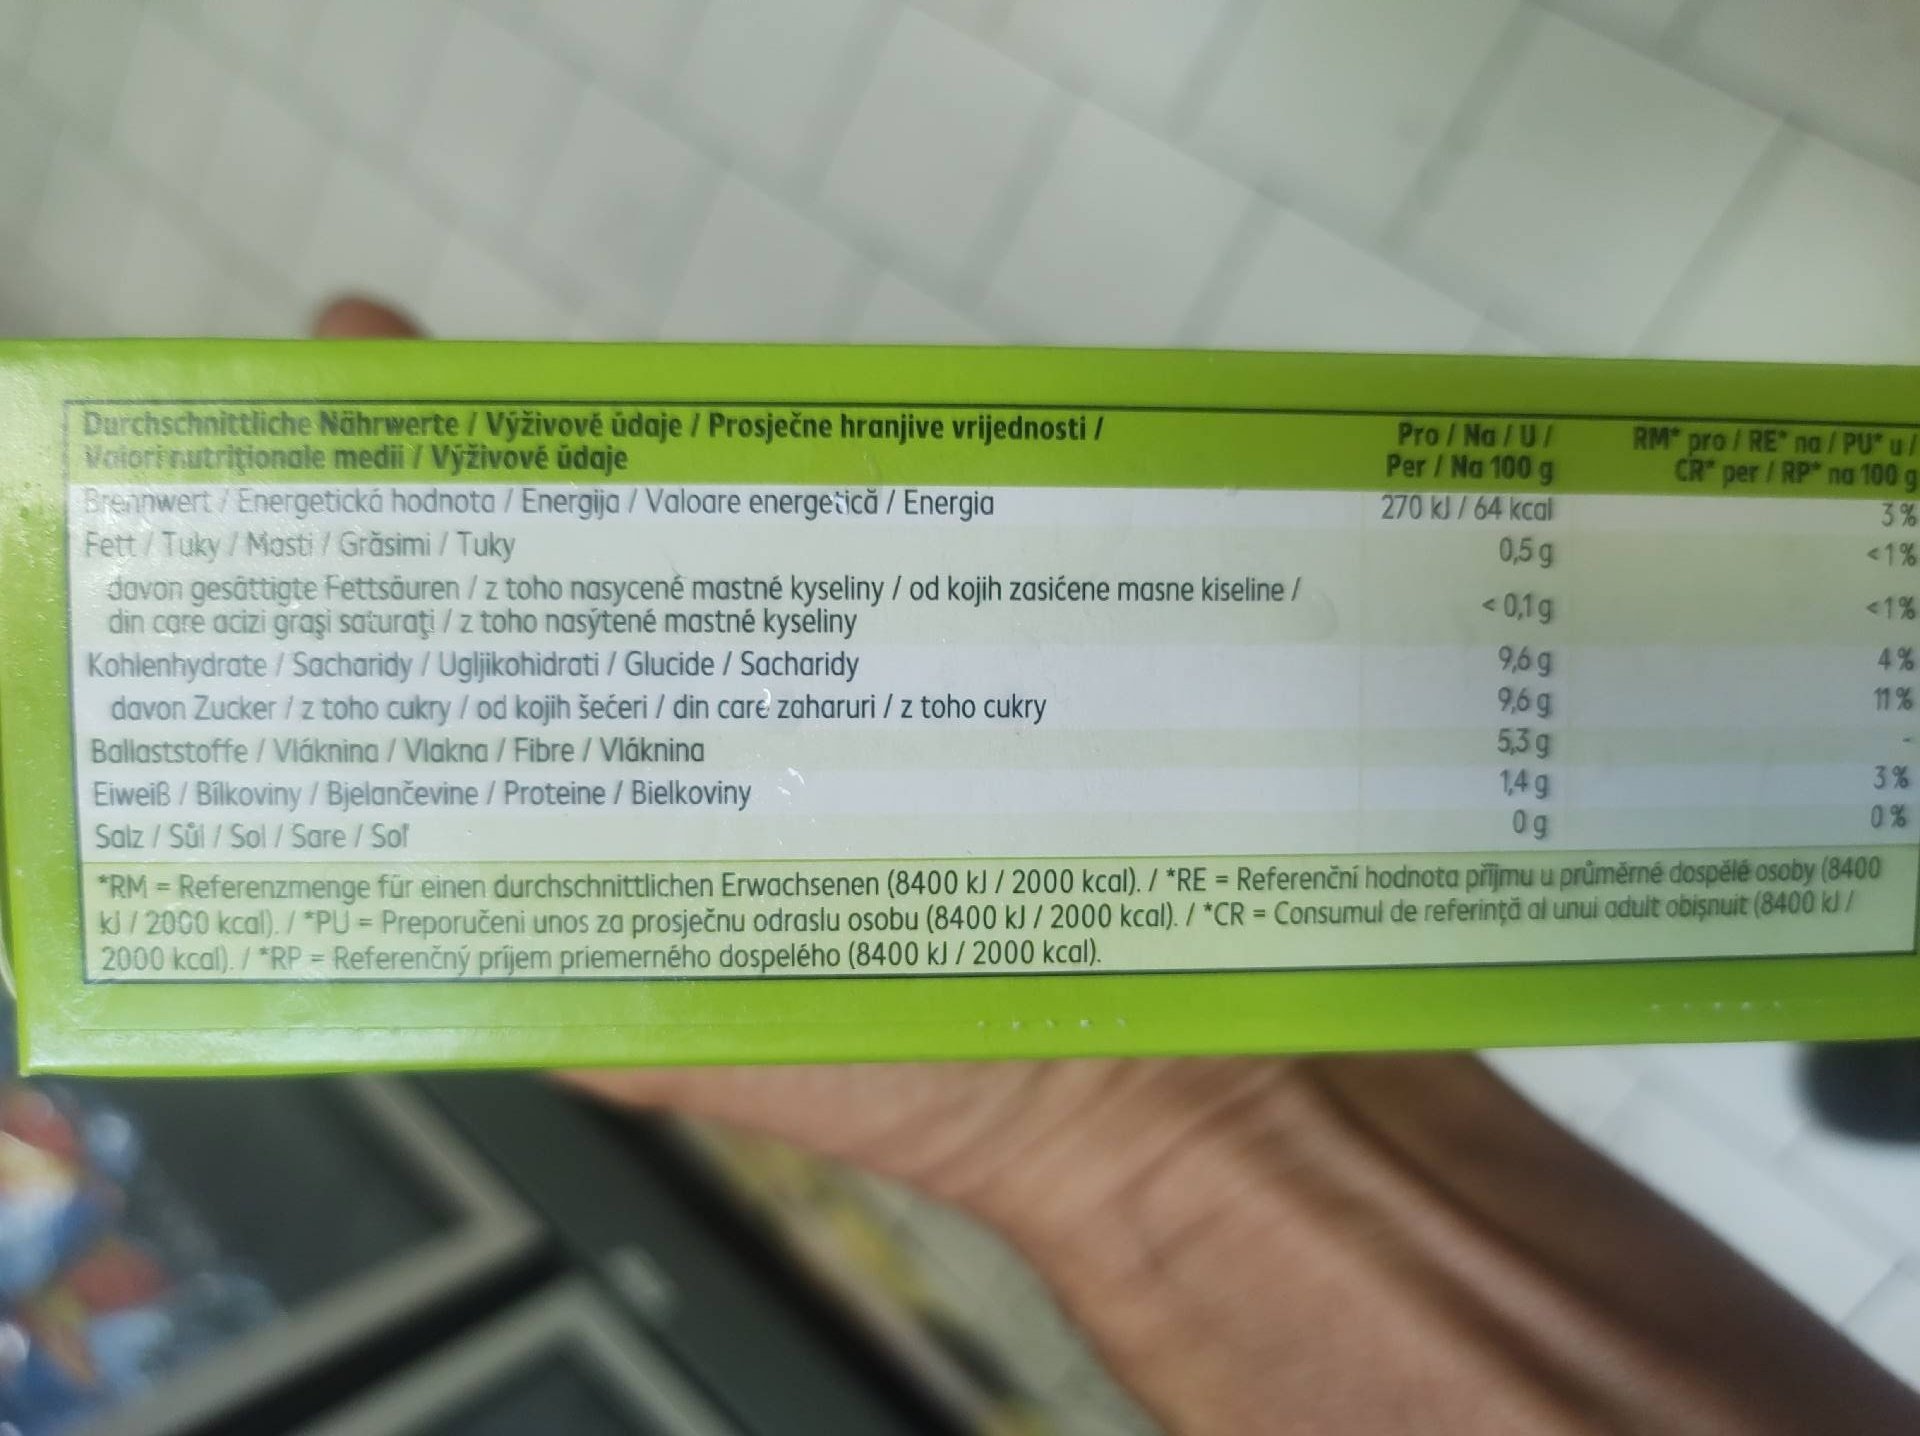 Durchschnittliche Nährwerte / Výživové údaje / Prosječne hranjive vrijednosti /
Valori nutriționale medii / Výživové údaje
Pro / Na / U /
Per / Na 100 g
RM* pro / RE* na / PU* u /
CR* per / RP* na 100 g
Brennwert / Energetická hodnota / Energija / Valoare energetică / Energia 270 kJ / 64 kcal 3 %
Fett / Tuky / Masti / Grăsimi / Tuky 0,5 g <1 %
davon gesättigte Fettsäuren / z toho nasycené mastné kyseliny / od kojih zasićene masne kiseline /
din care acizi grași saturați / z toho nasýtené mastné kyseliny < 0,1 g <1 %
Kohlenhydrate / Sacharidy / Ugljikohidrati / Glucide / Sacharidy 9,6 g 4 %
davon Zucker / z toho cukry / od kojih šećeri / din care zaharuri / z toho cukry 9,6 g 11 %
Ballaststoffe / Vláknina / Vlakna / Fibre / Vláknina 5,3 g -
Eiweiß / Bílkoviny / Bjelančevine / Proteine / Bielkoviny 1,4 g 3 %
Salz / Sůl / Sol / Sare / Soľ 0 g 0 %
*RM = Referenzmenge für einen durchschnittlichen Erwachsenen (8400 kJ / 2000 kcal). / *RE = Referenční hodnota příjmu u průměrné dospělé osoby (8400
kJ / 2000 kcal). / *PU = Preporučeni unos za prosječnu odraslu osobu (8400 kJ / 2000 kcal). / *CR = Consumul de referință al unui adult obișnuit (8400 kJ /
2000 kcal). / *RP = Referenčný príjem priemerného dospelého (8400 kJ / 2000 kcal).